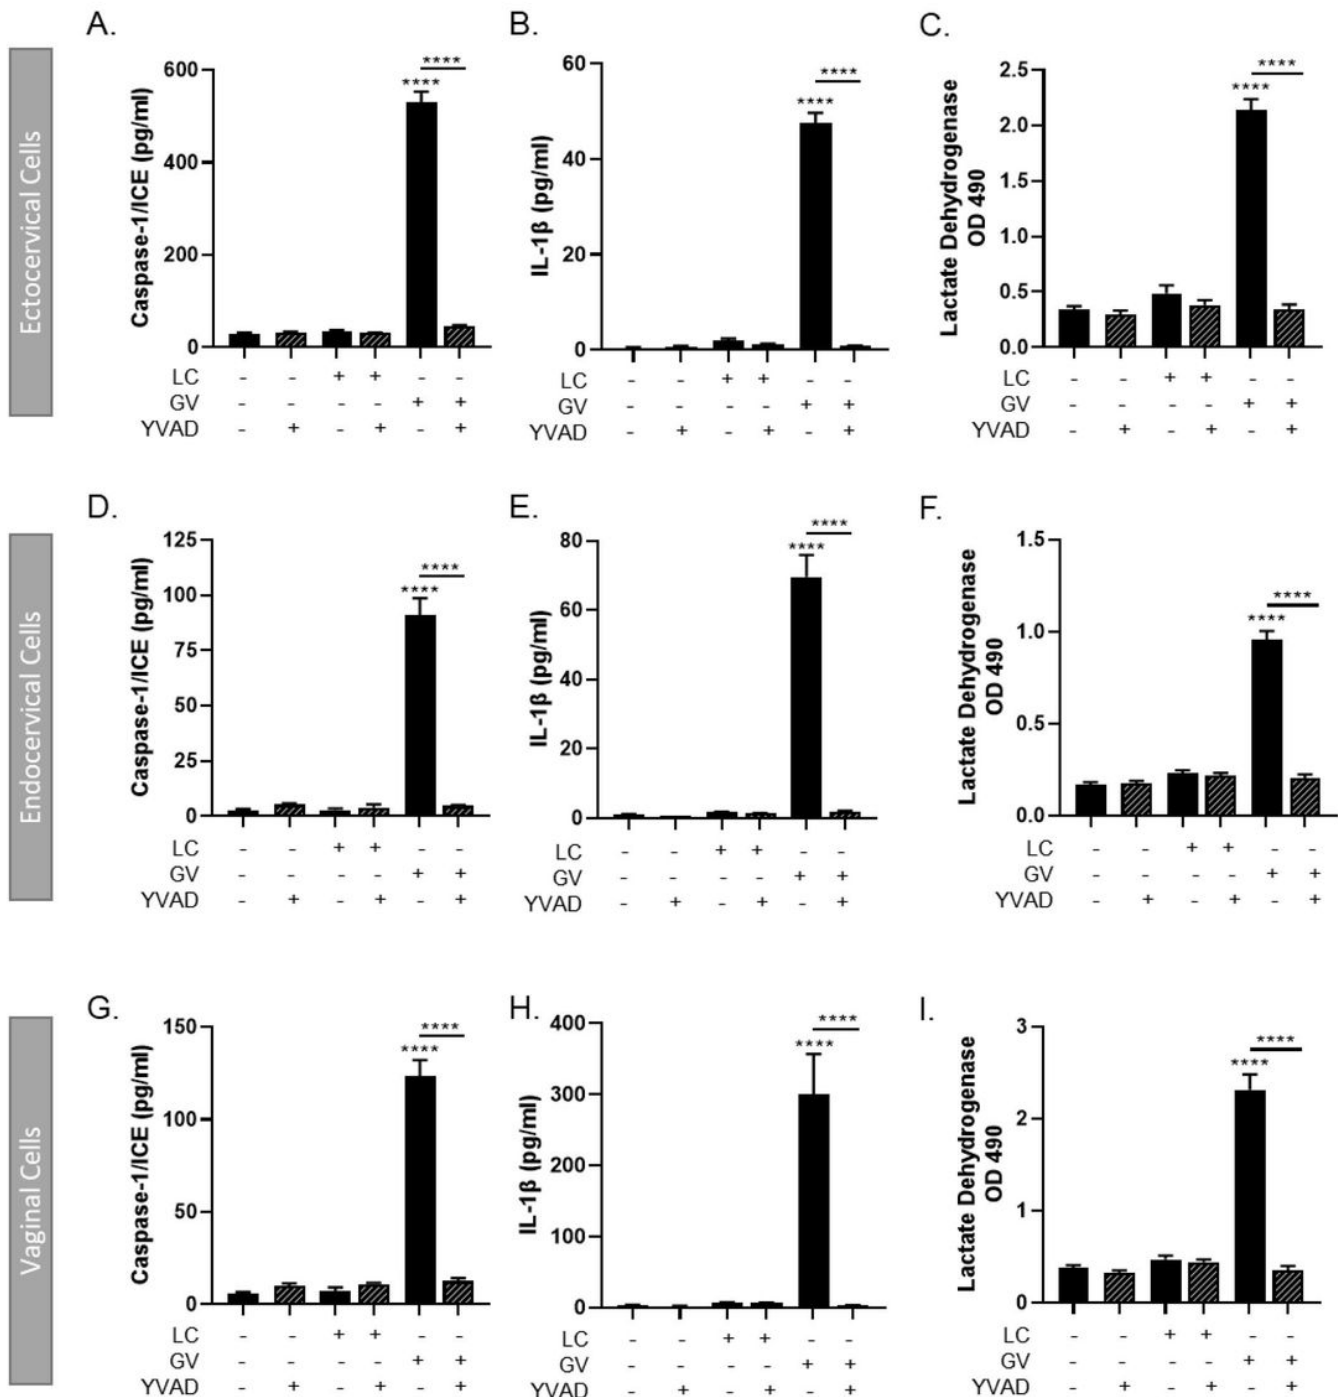 Ectocervical Cells
A.
Caspase-1/ICE (pg/ml)
600
400
200
0
****
****
LC - - + + - -
GV - - - - + +
YVAD - + - + - +
B.
IL-1β (pg/ml)
60
40
20
0
****
****
LC - - + + - -
GV - - - - + +
YVAD - + - + - +
C.
Lactate Dehydrogenase
OD 490
2.5
2.0
1.5
1.0
0.5
0.0
****
****
LC - - + + - -
GV - - - - + +
YVAD - + - + - +
Endocervical Cells
D.
Caspase-1/ICE (pg/ml)
125
100
75
50
25
0
****
****
LC - - + + - -
GV - - - - + +
YVAD - + - + - +
E.
IL-1β (pg/ml)
80
60
40
20
0
****
****
LC - - + + - -
GV - - - - + +
YVAD - + - + - +
F.
Lactate Dehydrogenase
OD 490
1.5
1.0
0.5
0.0
****
****
LC - - + + - -
GV - - - - + +
YVAD - + - + - +
Vaginal Cells
G.
Caspase-1/ICE (pg/ml)
150
100
50
0
****
****
LC - - + + - -
GV - - - - + +
YVAD - + - + - +
H.
IL-1β (pg/ml)
400
300
200
100
0
****
****
LC - - + + - -
GV - - - - + +
YVAD - + - + - +
I.
Lactate Dehydrogenase
OD 490
3
2
1
0
****
****
LC - - + + - -
GV - - - - + +
YVAD - + - + - +